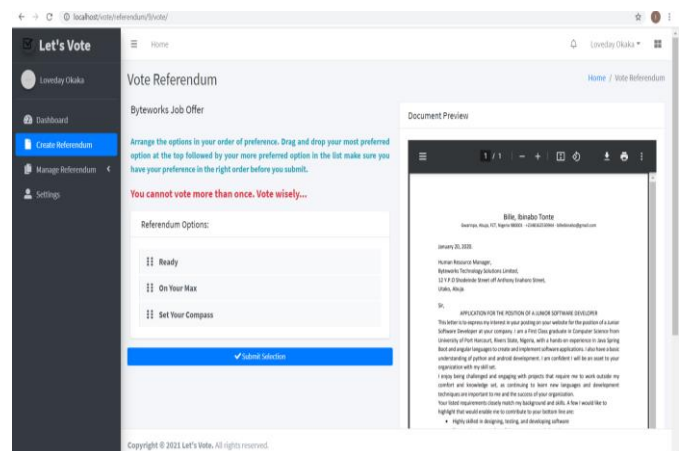 localhost/vote/referendum/5/vote/
Let's Vote
Home
Loveday Okaka
Loveday Okaka
Dashboard
Create Referendum
Manage Referendum
Settings
Vote Referendum
Home / Vote Referendum
Byteworks Job Offer
Arrange the options in your order of preference. Drag and drop your most preferred
option at the top followed by your more preferred option in the list make sure you
have your preference in the right order before you submit.
You cannot vote more than once. Vote wisely...
Referendum Options:
Ready
On Your Max
Set Your Compass
Submit Selection
Document Preview
1 / 1
Bille, Ibinabo Tonte
January 20, 2020.
Human Resource Manager,
Byteworks Technology Solutions Limited,
Utako, Abuja.
Sir,
APPLICATION FOR THE POSITION OF A JUNIOR SOFTWARE DEVELOPER
This letter is to express my interest in your posting on your website for the position of a Junior
Software Developer at your company. I am a First Class graduate in Computer Science from
University of Port Harcourt, Rivers State, Nigeria, with a hands on experience in Java Spring
Boot and angular languages to create and implement software applications. I also have a basic
understanding of python and android development. I am confident I will be an asset to your
organization with my skill set.
I enjoy being challenged and engaging with projects that require me to work outside my
comfort and knowledge set, as continuing to learn new languages and development
techniques are important to me and the success of your organization.
Your listed requirements closely match my background and skills. A few I would like to
highlight that would enable me to contribute to your bottom line are:
Highly skilled in designing, testing, and developing software
Copyright © 2021 Let's Vote. All rights reserved.